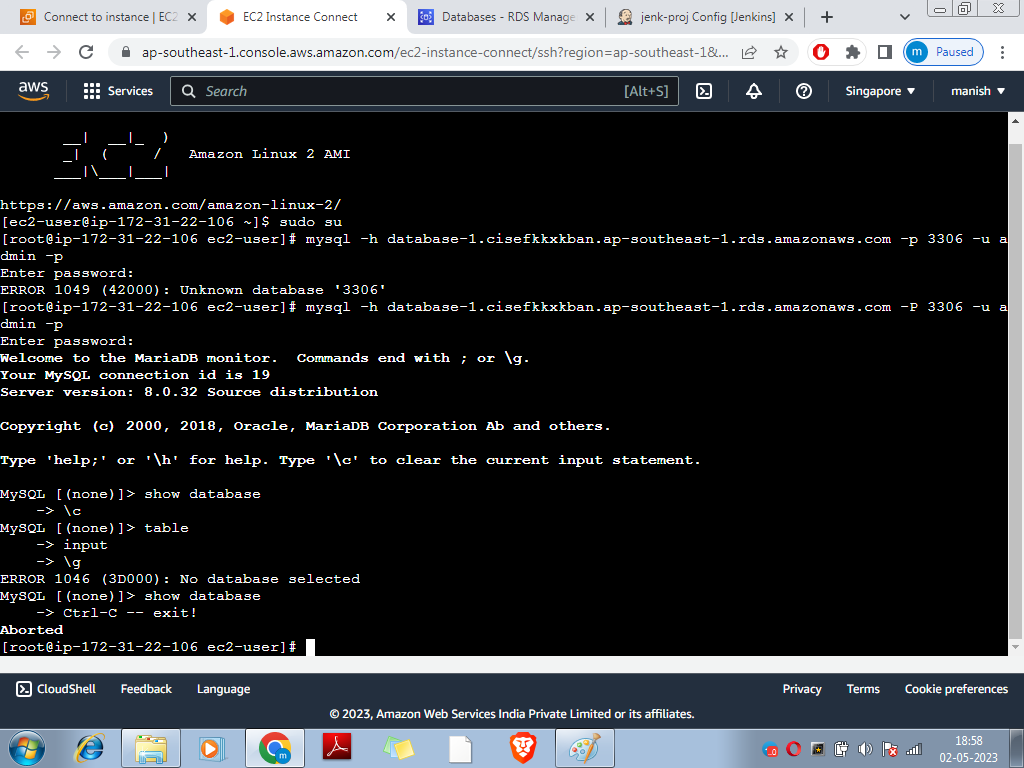 Connect to instance | EC2
EC2 Instance Connect
Databases - RDS Manage
jenk-proj Config [Jenkins]
ap-southeast-1.console.aws.amazon.com/ec2-instance-connect/ssh?region=ap-southeast-1&...
m Paused
aws
Services
Search
[Alt+S]
Singapore
manish
__| __|_ )
_| ( / Amazon Linux 2 AMI
___|\___|___|
https://aws.amazon.com/amazon-linux-2/
[ec2-user@ip-172-31-22-106 ~]$ sudo su
[root@ip-172-31-22-106 ec2-user]# mysql -h database-1.cisefkkxkban.ap-southeast-1.rds.amazonaws.com -p 3306 -u a
dmin -p
Enter password:
ERROR 1049 (42000): Unknown database '3306'
[root@ip-172-31-22-106 ec2-user]# mysql -h database-1.cisefkkxkban.ap-southeast-1.rds.amazonaws.com -P 3306 -u a
dmin -p
Enter password:
Welcome to the MariaDB monitor.  Commands end with ; or \g.
Your MySQL connection id is 19
Server version: 8.0.32 Source distribution
Copyright (c) 2000, 2018, Oracle, MariaDB Corporation Ab and others.
Type 'help;' or '\h' for help. Type '\c' to clear the current input statement.
MySQL [(none)]> show database
-> \c
MySQL [(none)]> table
-> input
-> \g
ERROR 1046 (3D000): No database selected
MySQL [(none)]> show database
-> Ctrl-C -- exit!
Aborted
[root@ip-172-31-22-106 ec2-user]#
CloudShell
Feedback
Language
Privacy
Terms
Cookie preferences
© 2023, Amazon Web Services India Private Limited or its affiliates.
m
18:58
02-05-2023